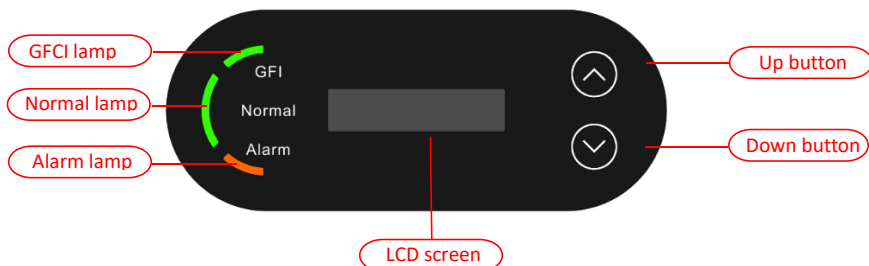 GFCI lamp
GFI
Up button
Normal lamp
Normal
Alarm
Alarm lamp
Down button
LCD screen